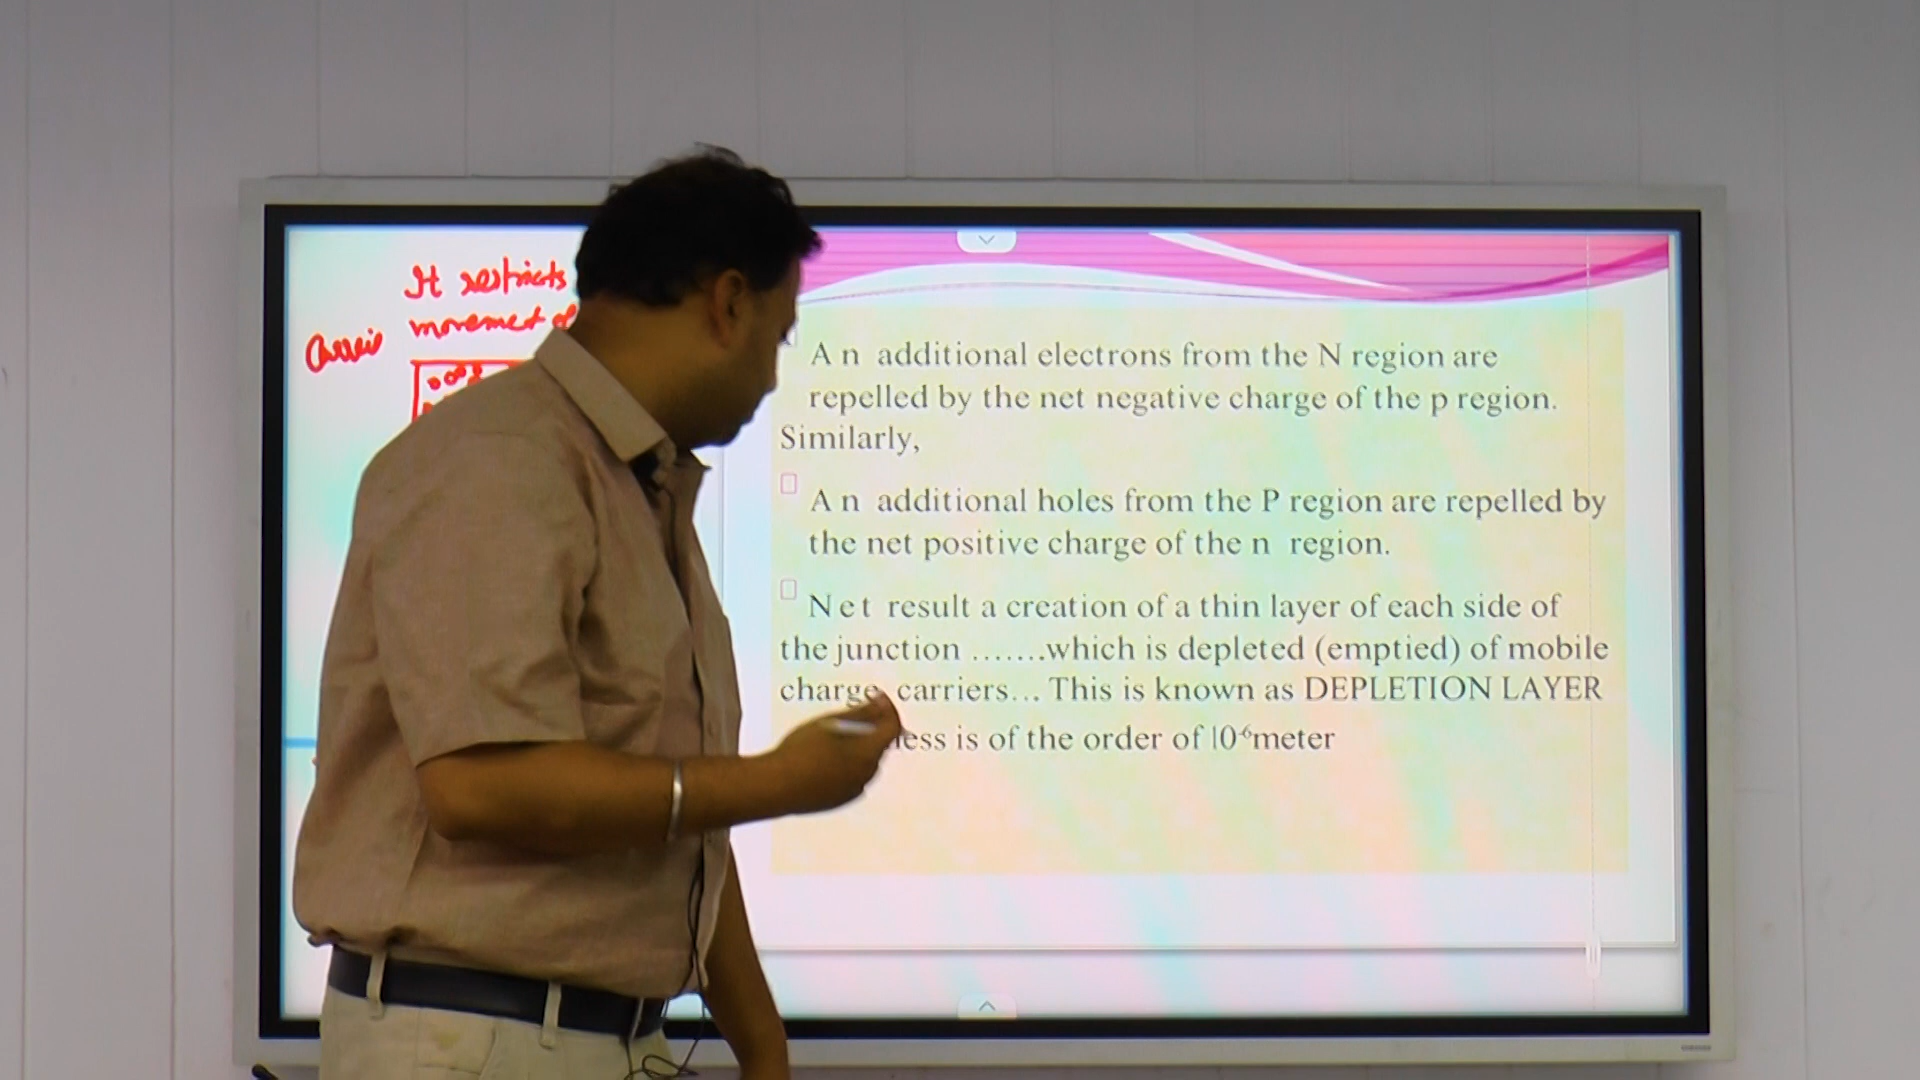 It restricts
movement of
A n additional electrons from the N region are
repelled by the net negative charge of the p region.
Similarly,
A n additional holes from the P region are repelled by
the net positive charge of the n region.
Net result a creation of a thin layer of each side of
the junction .......which is depleted (emptied) of mobile
charge carriers... This is known as DEPLETION LAYER
ness is of the order of 10⁻⁶meter